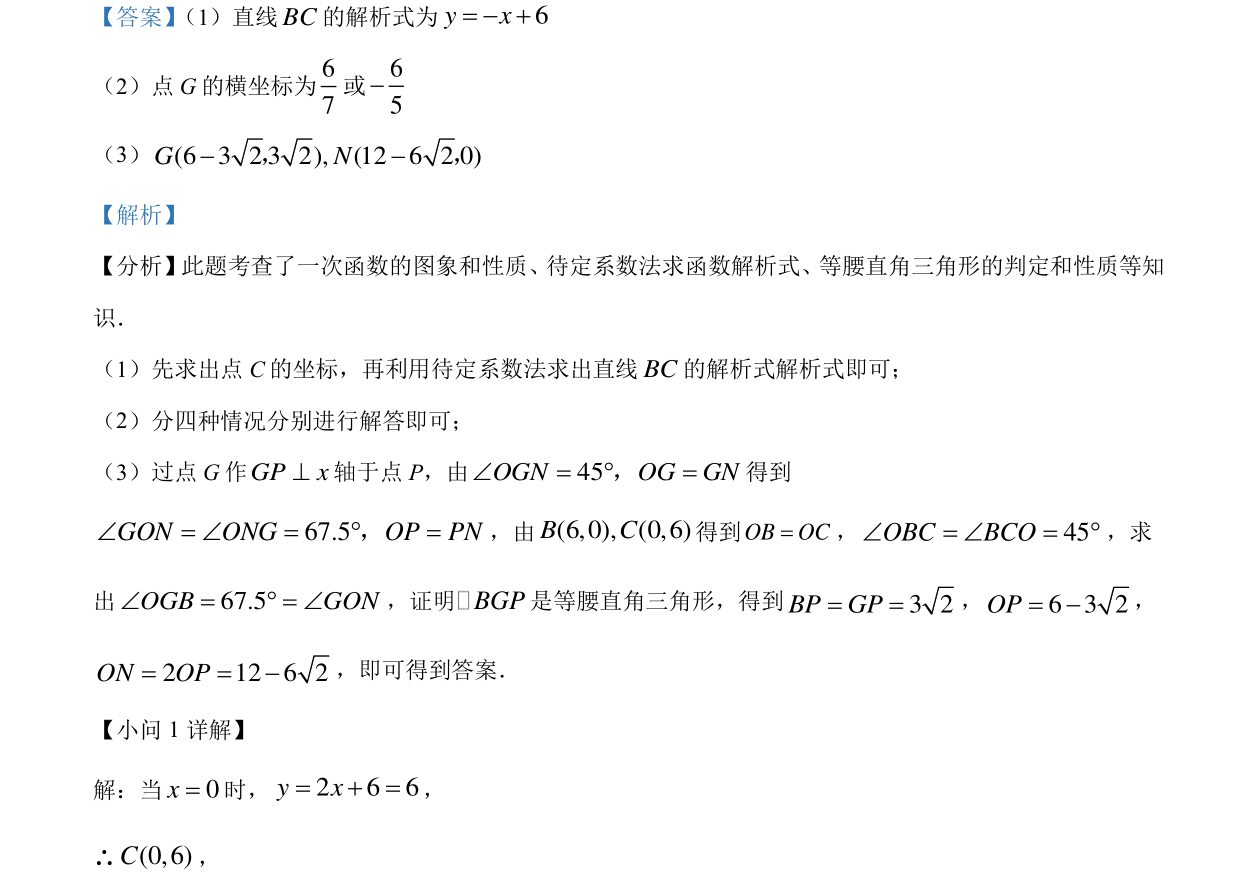 【答案】（1）直线 BC 的解析式为 y=−x+6
（2）点 G 的横坐标为 6/7 或 −6/5
（3）G(6−3√2,3√2), N(12−6√2,0)
【解析】
【分析】此题考查了一次函数的图象和性质、待定系数法求函数解析式、等腰直角三角形的判定和性质等知
识．
（1）先求出点 C 的坐标，再利用待定系数法求出直线 BC 的解析式解析式即可；
（2）分四种情况分别进行解答即可；
（3）过点 G 作 GP ⊥ x 轴于点 P，由 ∠OGN = 45°，OG = GN 得到
∠GON = ∠ONG = 67.5°，OP = PN，由 B(6,0), C(0,6) 得到 OB = OC，∠OBC = ∠BCO = 45°，求
出 ∠OGB = 67.5° = ∠GON，证明□BGP 是等腰直角三角形，得到 BP = GP = 3√2，OP = 6−3√2，
ON = 2OP = 12−6√2，即可得到答案．
【小问 1 详解】
解：当 x = 0 时，y = 2x+6 = 6，
∴ C(0,6)，